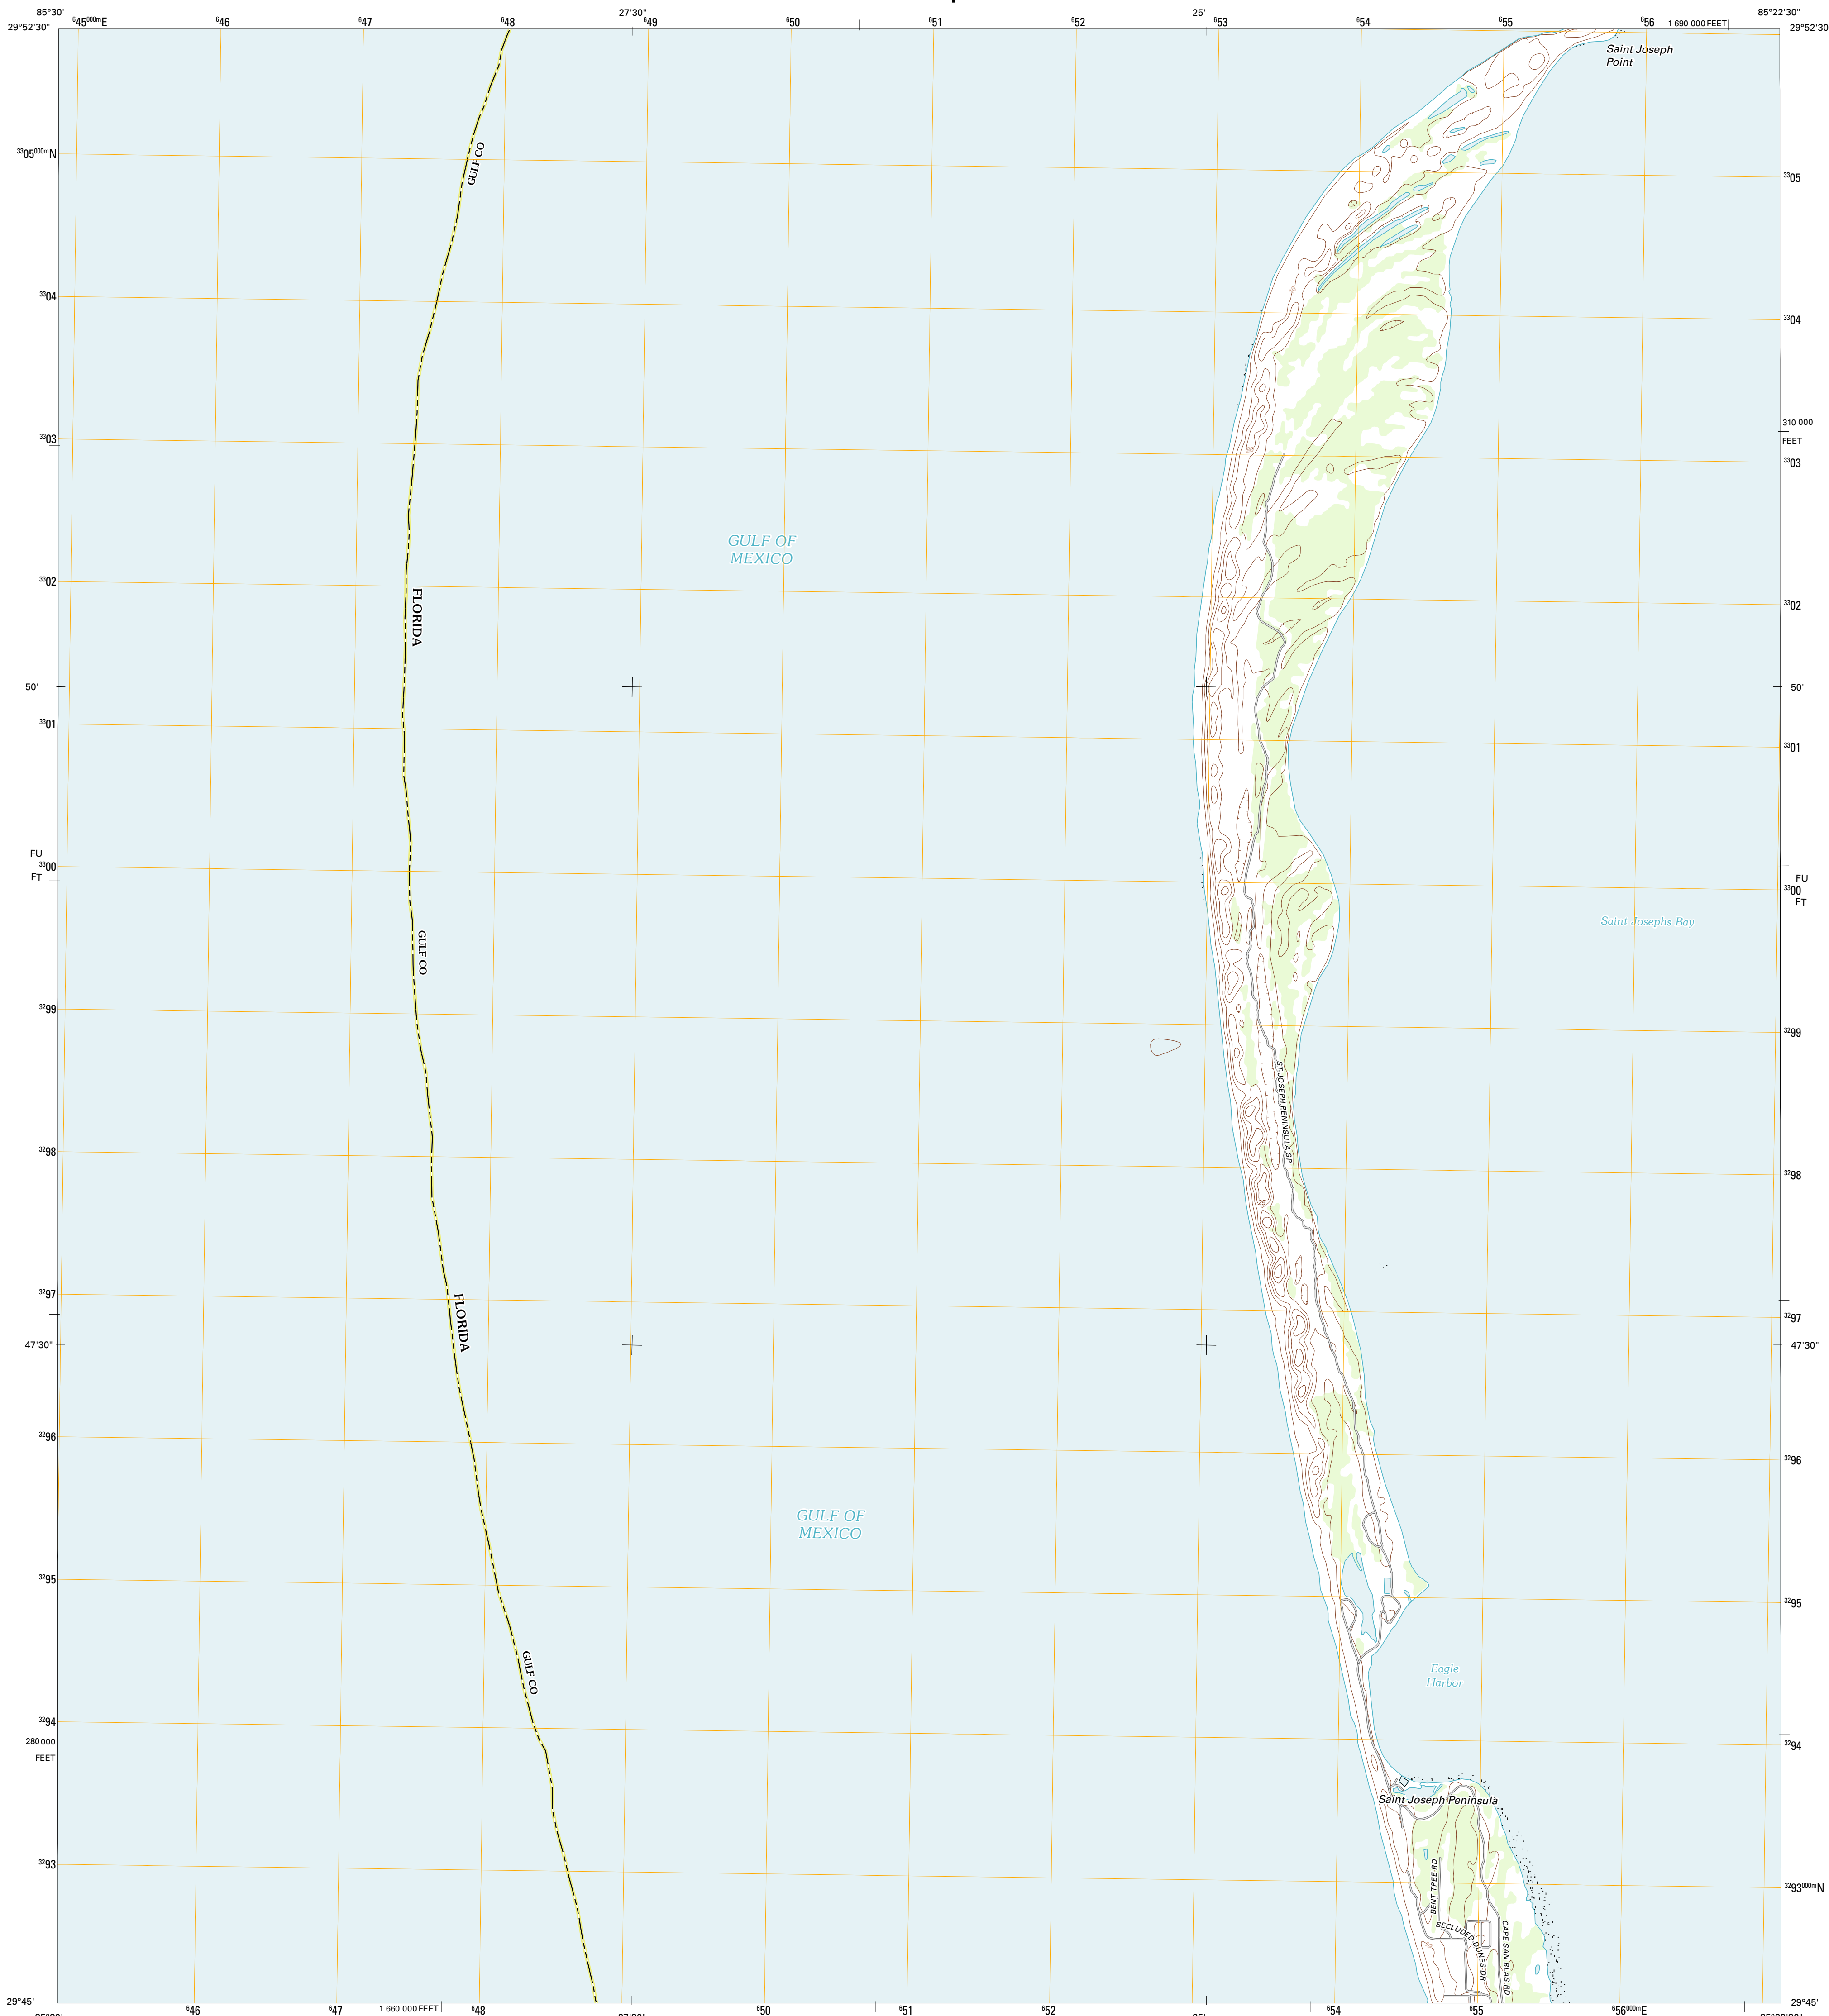 85°30'
⁶45⁰⁰⁰ᵐE
⁶46
⁶47
⁶48
27'30"
⁶49
⁶50
⁶51
⁶52
25'
⁶53
⁶54
⁶55
1 690 000 FEET
⁶56
85°22'30"
29°52'30"
29°52'30
Saint Joseph
Point
³³05⁰⁰⁰ᵐN
GULF CO
³³05
³³04
³³04
10
³³03
20
310 000
FEET
³³03
GULF OF
MEXICO
³³02
FLORIDA
³³02
50'
50'
³³01
³³01
FU
³³00
FT
FU
³³00
FT
Saint Josephs Bay
GULF CO
³²99
³²99
ST JOSEPH PENINSULA SP
³²98
³²98
25
³²97
FLORIDA
³²97
47'30"
47'30"
³²96
³²96
GULF OF
MEXICO
³²95
³²95
GULF CO
Eagle
Harbor
³²94
280 000
FEET
³²94
Saint Joseph Peninsula
³²93
³²93⁰⁰⁰ᵐN
BENT TREE RD
SECLUDED DUNES DR
CAPE SAN BLAS RD
10
29°45'
29°45'
⁶46
⁶47
1 660 000 FEET
⁶48
⁶50
⁶51
⁶52
⁶54
⁶55
⁶56⁰⁰⁰ᵐE